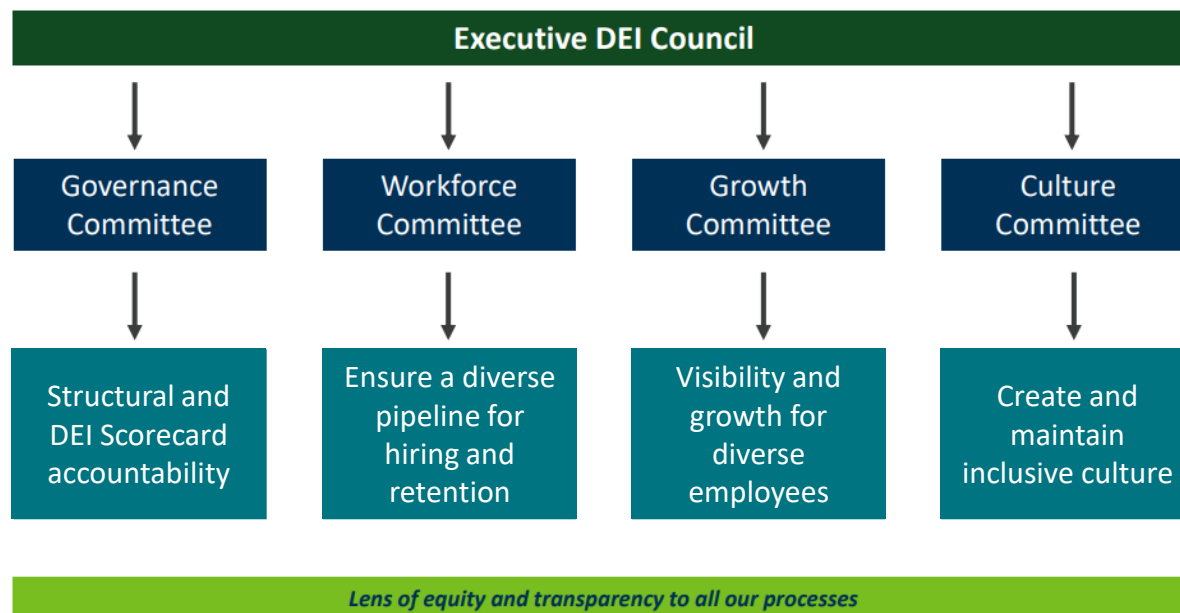 Executive DEI Council
Governance
Committee
Workforce
Committee
Growth
Committee
Culture
Committee
Structural and
DEI Scorecard
accountability
Ensure a diverse
pipeline for
hiring and
retention
Visibility and
growth for
diverse
employees
Create and
maintain
inclusive culture
Lens of equity and transparency to all our processes